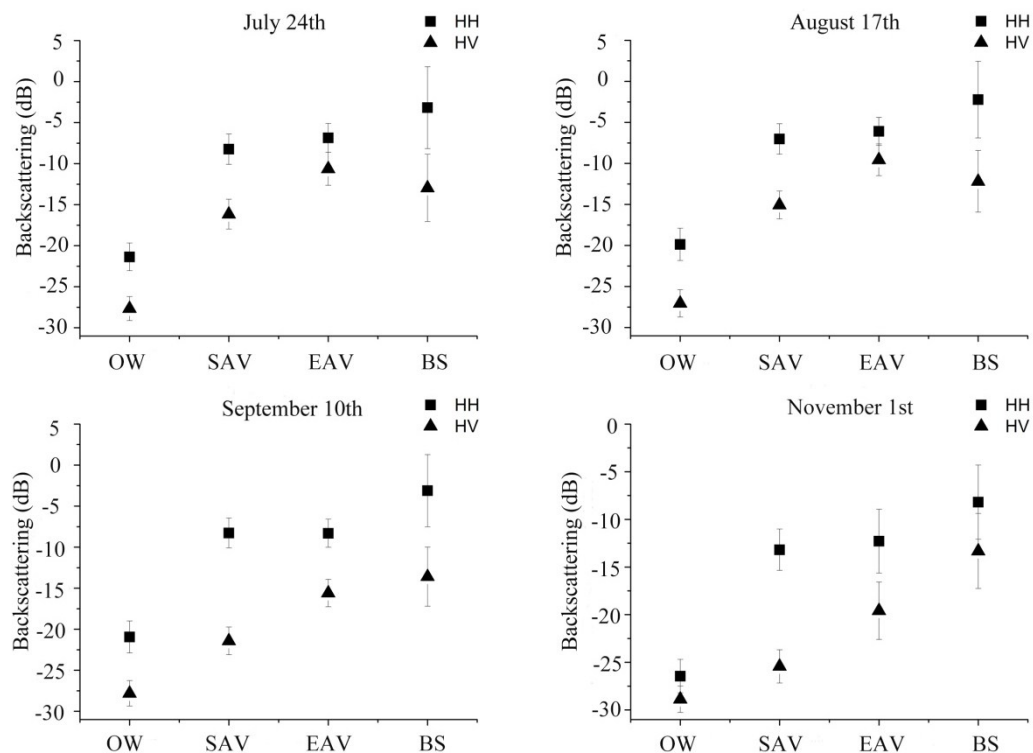 July 24th
HH
HV
5
0
-5
-10
-15
-20
-25
-30
Backscattering (dB)
OW SAV EAV BS
August 17th
HH
HV
5
0
-5
-10
-15
-20
-25
-30
Backscattering (dB)
OW SAV EAV BS
September 10th
HH
HV
5
0
-5
-10
-15
-20
-25
-30
Backscattering (dB)
OW SAV EAV BS
November 1st
HH
HV
0
-5
-10
-15
-20
-25
-30
Backscattering (dB)
OW SAV EAV BS